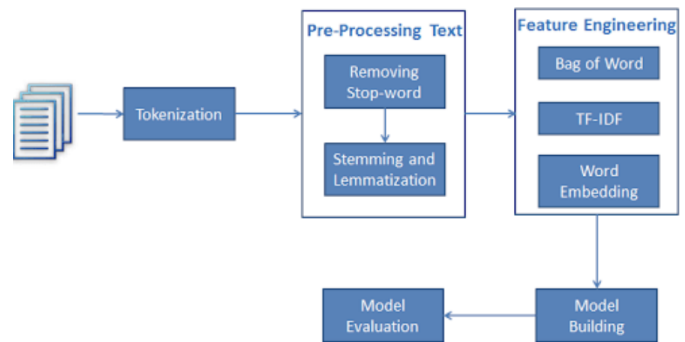 Tokenization
Pre-Processing Text
Removing
Stop-word
Stemming and
Lemmatization
Feature Engineering
Bag of Word
TF-IDF
Word
Embedding
Model
Building
Model
Evaluation